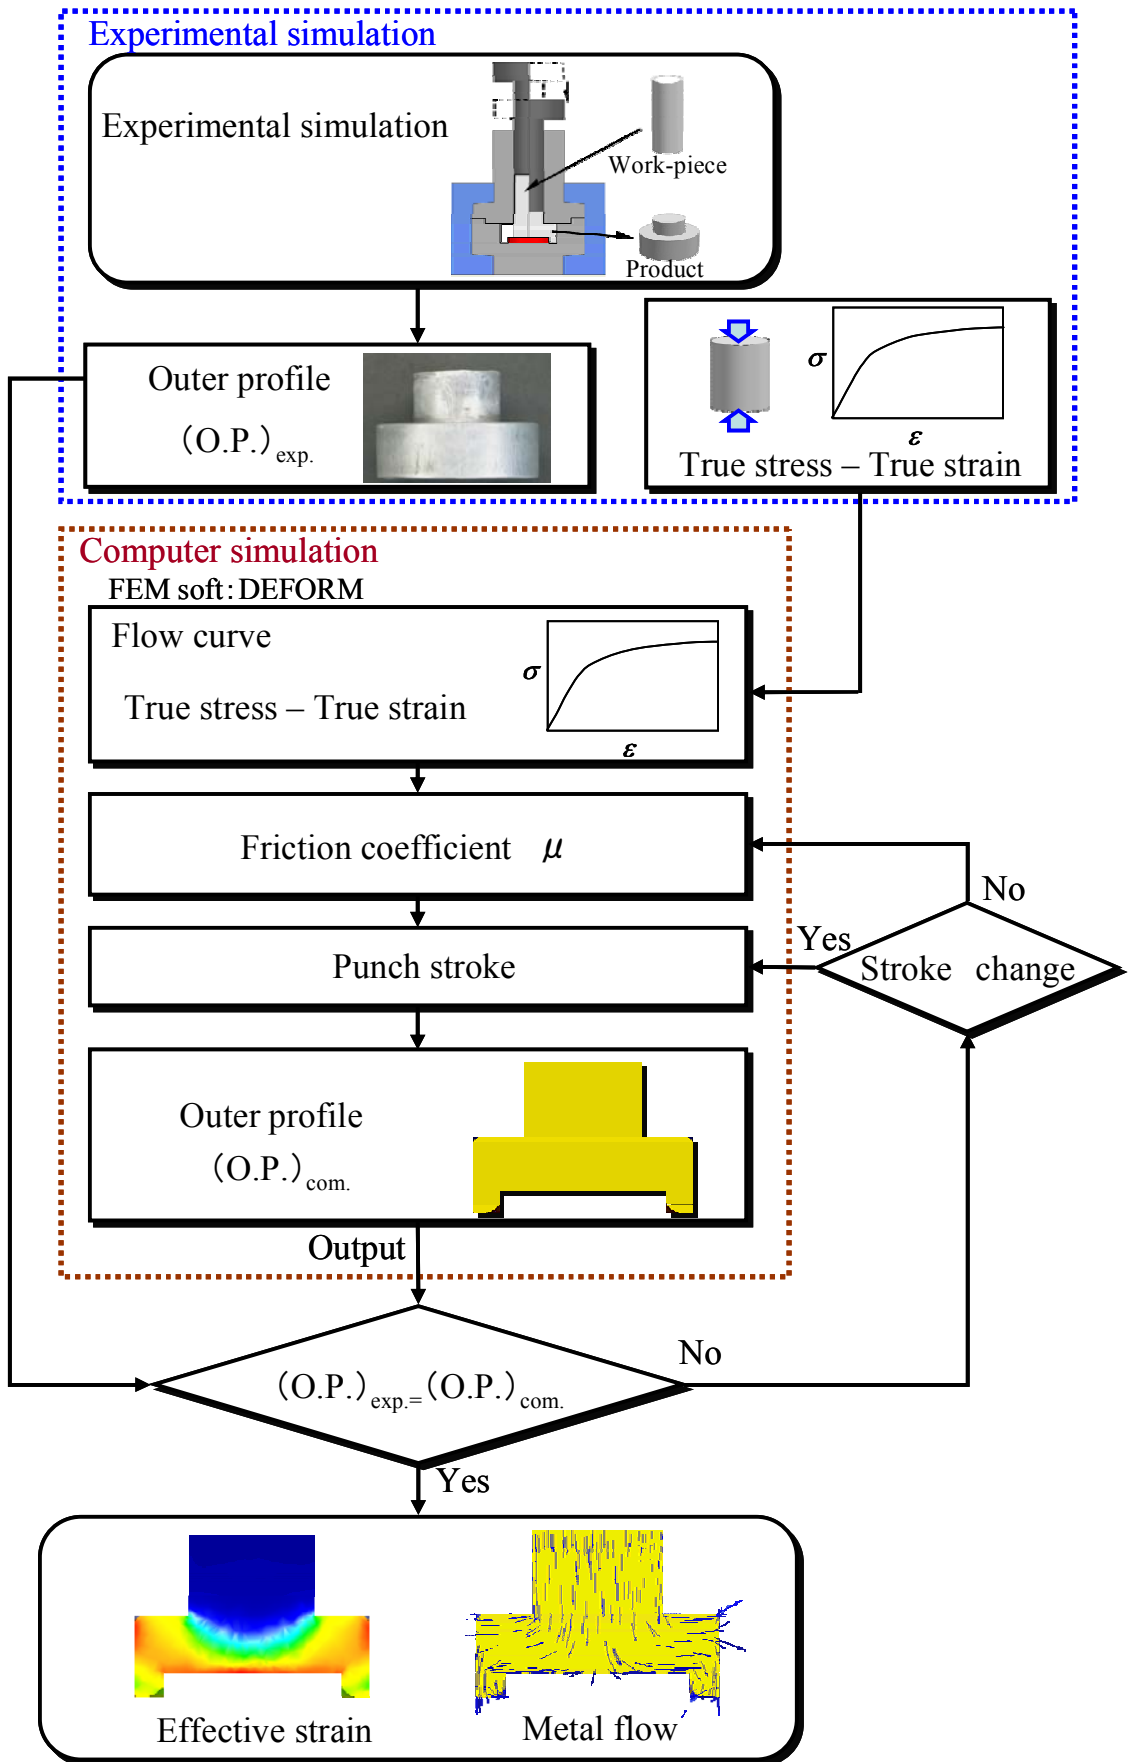 Experimental simulation
Experimental simulation
Work-piece
Product
Outer profile
(O.P.)exp.
σ
ε
True stress – True strain
Computer simulation
FEM soft: DEFORM
Flow curve
True stress – True strain
σ
ε
Friction coefficient μ
No
Yes
Punch stroke
Stroke change
Outer profile
(O.P.)com.
Output
No
(O.P.)exp.=(O.P.)com.
Yes
Effective strain
Metal flow